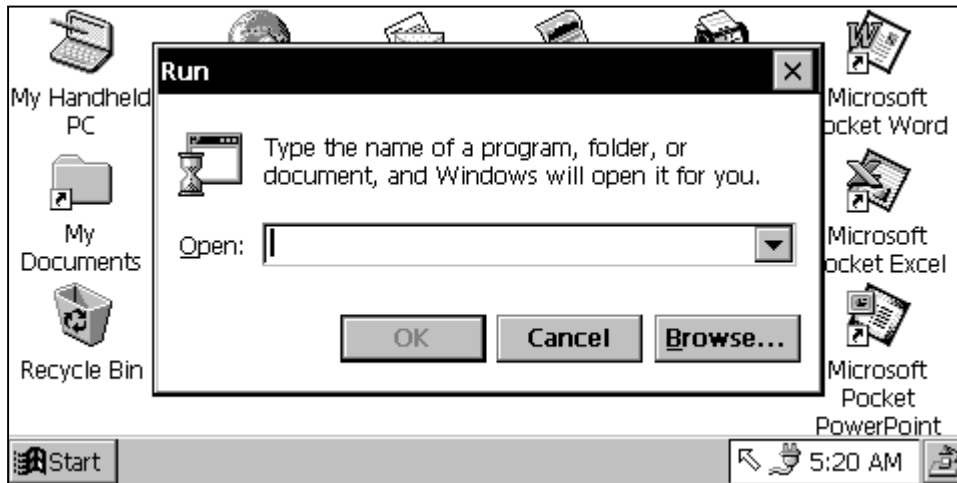 My Handheld
PC
My
Documents
Recycle Bin
Run
Type the name of a program, folder, or
document, and Windows will open it for you.
Open:
OK
Cancel
Browse...
Microsoft
ocket Word
Microsoft
ocket Excel
Microsoft
Pocket
PowerPoint
Start
5:20 AM